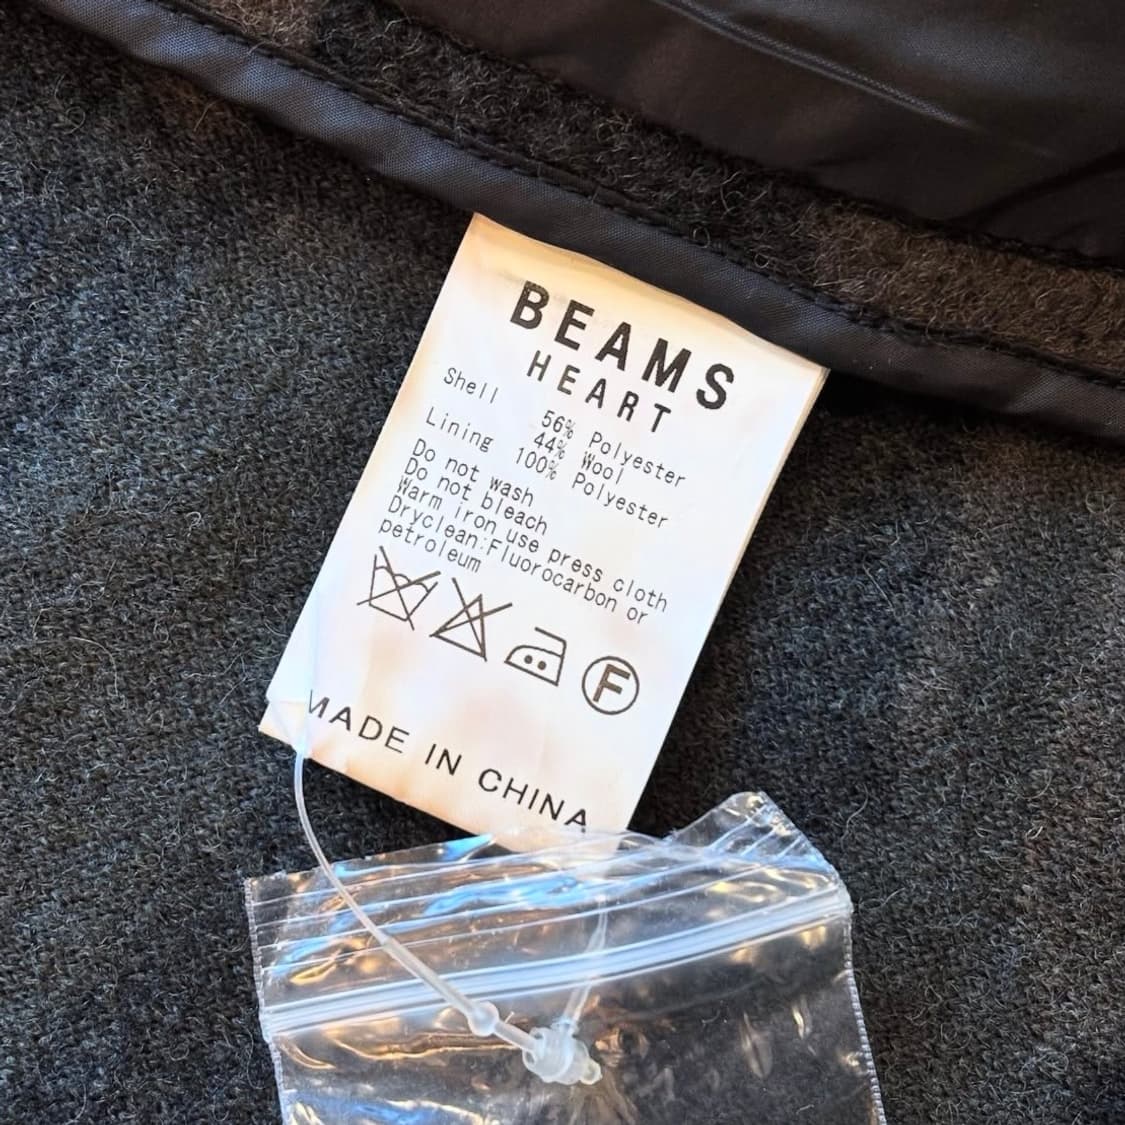 BEAMS
HEART
Shell 56% Polyester
44% Wool
Lining 100% Polyester
Do not wash
Do not bleach
Warm iron use press cloth
Dryclean:Fluorocarbon or
petroleum
F
MADE IN CHINA